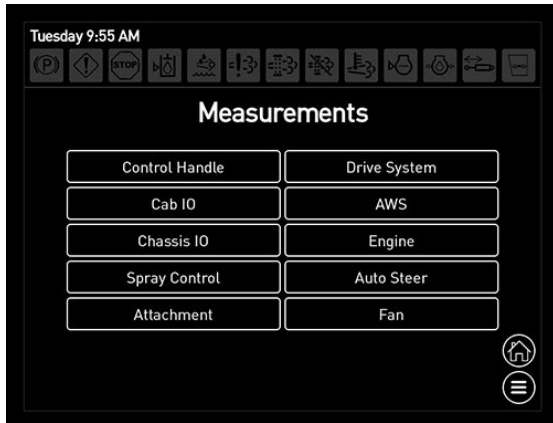 Tuesday 9:55 AM
(P) STOP
Measurements
Control Handle Drive System
Cab IO AWS
Chassis IO Engine
Spray Control Auto Steer
Attachment Fan